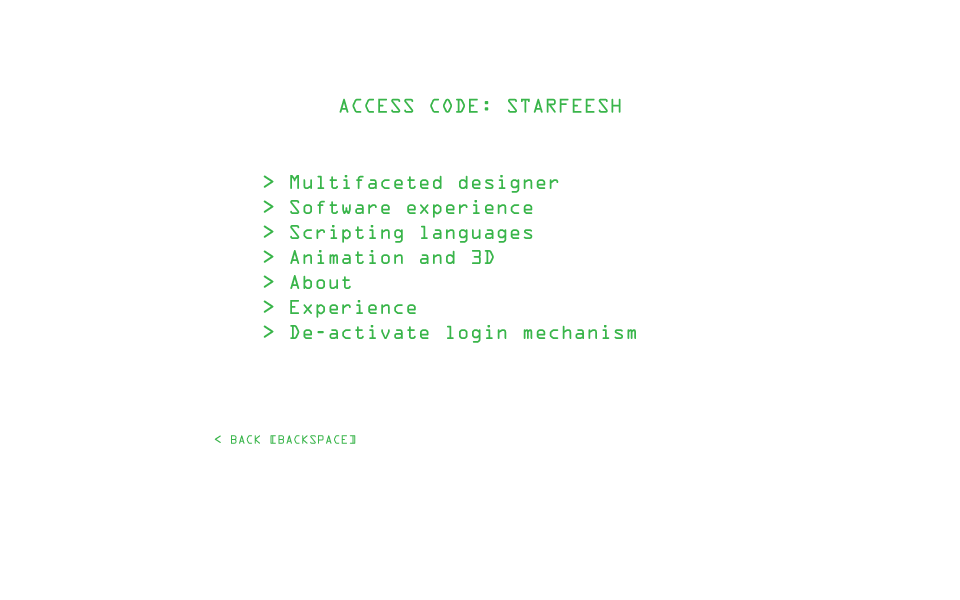 ACCESS CODE: STARFEESH
> Multifaceted designer
> Software experience
> Scripting languages
> Animation and 3D
> About
> Experience
> De-activate login mechanism
< BACK [BACKSPACE]